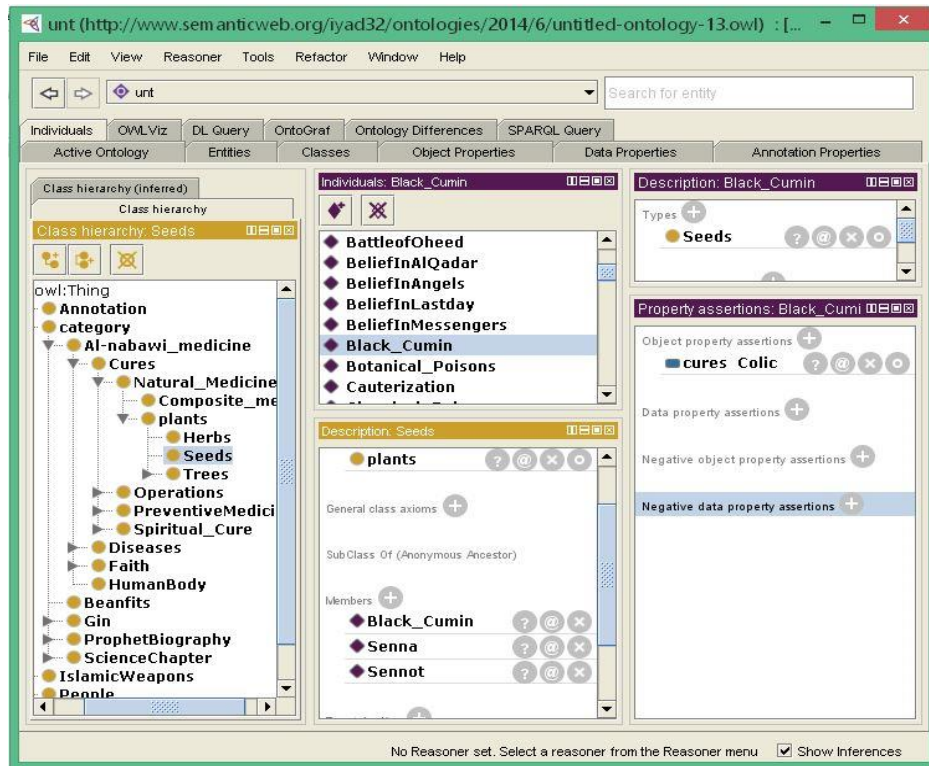 unt (http://www.semanticweb.org/iyad32/ontologies/2014/6/untitled-ontology-13.owl) : [...
File Edit View Reasoner Tools Refactor Window Help
unt
Search for entity
Individuals OWLViz DL Query OntoGraf Ontology Differences SPARQL Query
Active Ontology Entities Classes Object Properties Data Properties Annotation Properties
Class hierarchy (inferred)
Class hierarchy
Class hierarchy: Seeds
owl:Thing
Annotation
category
Al-nabawi_medicine
Cures
Natural_Medicine
Composite_me
plants
Herbs
Seeds
Trees
Operations
PreventiveMedici
Spiritual_Cure
Diseases
Faith
HumanBody
Beanfits
Gin
ProphetBiography
ScienceChapter
IslamicWeapons
People
Individuals: Black_Cumin
BattleofOheed
BeliefInAlQadar
BeliefInAngels
BeliefInLastday
BeliefInMessengers
Black_Cumin
Botanical_Poisons
Cauterization
Description: Seeds
plants
General class axioms
SubClass Of (Anonymous Ancestor)
Members
Black_Cumin
Senna
Sennot
Description: Black_Cumin
Types
Seeds
Property assertions: Black_Cumi
Object property assertions
cures Colic
Data property assertions
Negative object property assertions
Negative data property assertions
No Reasoner set. Select a reasoner from the Reasoner menu Show Inferences